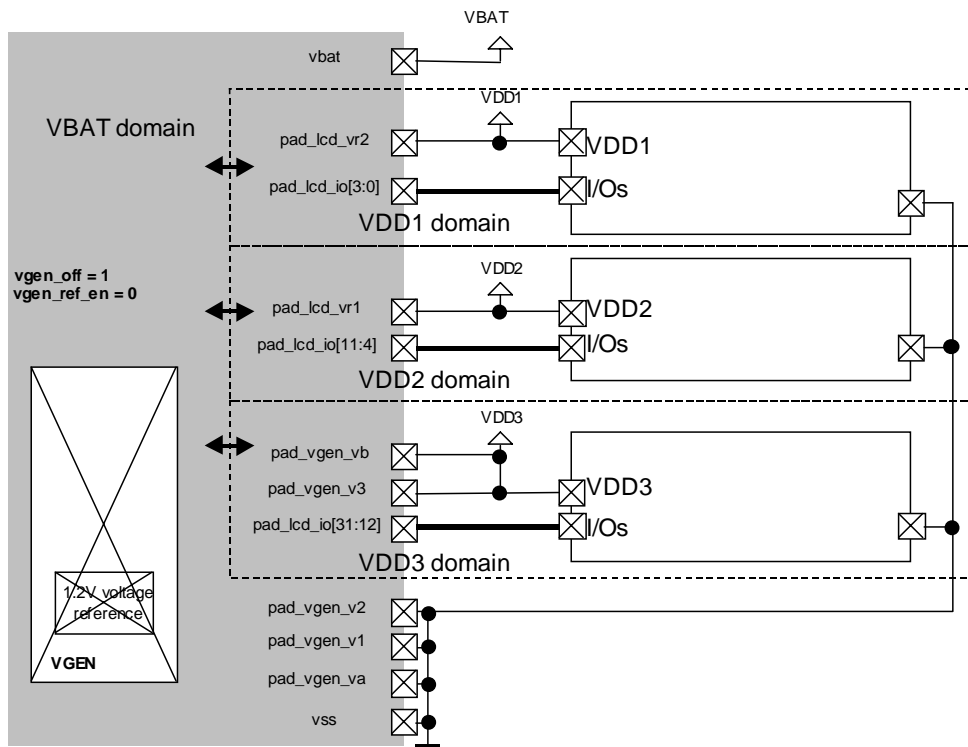 VBAT
vbat
VBAT domain
VDD1
pad_lcd_vr2
VDD1
pad_lcd_io[3:0]
I/Os
VDD1 domain
vgen_off = 1
vgen_ref_en = 0
VDD2
pad_lcd_vr1
VDD2
pad_lcd_io[11:4]
I/Os
VDD2 domain
VDD3
pad_vgen_vb
pad_vgen_v3
VDD3
pad_lcd_io[31:12]
I/Os
VDD3 domain
1.2V voltage
reference
VGEN
pad_vgen_v2
pad_vgen_v1
pad_vgen_va
vss